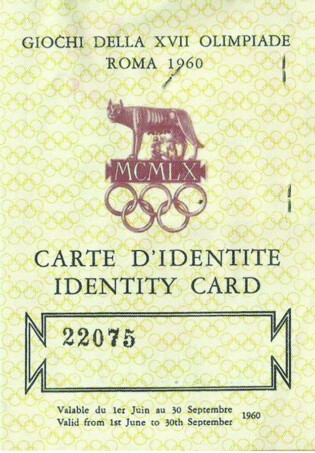 GIOCHI DELLA XVII OLIMPIADE
ROMA 1960
MCMLX
CARTE D'IDENTITE
IDENTITY CARD
22075
Valable du 1er Juin au 30 Septembre
Valid from 1st June to 30th September 1960